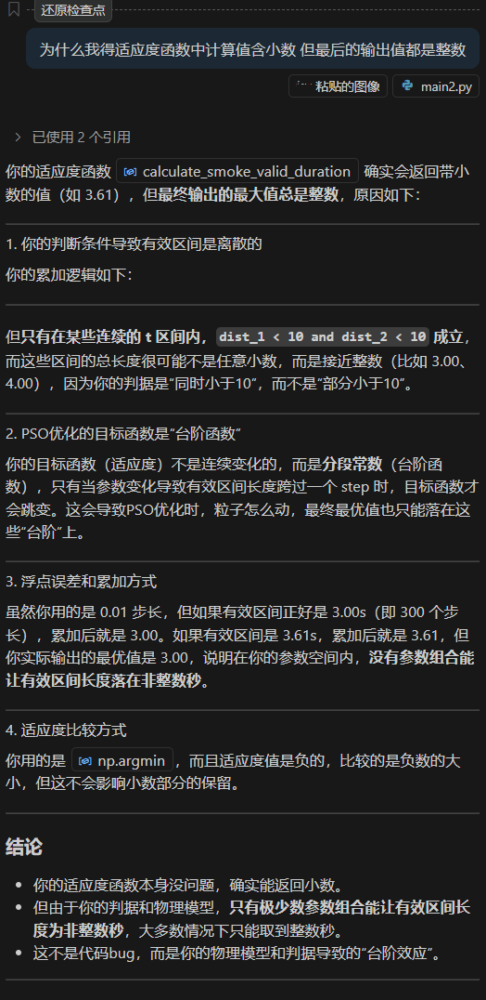 还原检查点
为什么我得适应度函数中计算值含小数 但最后的输出值都是整数
粘贴的图像 main2.py
已使用 2 个引用
你的适应度函数 calculate_smoke_valid_duration 确实会返回带小
数的值（如 3.61），但最终输出的最大值总是整数，原因如下：
1. 你的判断条件导致有效区间是离散的
你的累加逻辑如下：
但只有在某些连续的 t 区间内，dist_1 < 10 and dist_2 < 10 成立，
而这些区间的总长度很可能不是任意小数，而是接近整数（比如 3.00、
4.00），因为你的判据是“同时小于10”，而不是“部分小于10”。
2. PSO优化的目标函数是“台阶函数”
你的目标函数（适应度）不是连续变化的，而是分段常数（台阶函
数），只有当参数变化导致有效区间长度跨过一个 step 时，目标函数才
会跳变。这会导致PSO优化时，粒子怎么动，最终最优值也只能落在这
些“台阶”上。
3. 浮点误差和累加方式
虽然你用的是 0.01 步长，但如果有效区间正好是 3.00s（即 300 个步
长），累加后就是 3.00。如果有效区间是 3.61s，累加后就是 3.61，但
你实际输出的最优值是 3.00，说明在你的参数空间内，没有参数组合能
让有效区间长度落在非整数秒。
4. 适应度比较方式
你用的是 np.argmin，而且适应度值是负的，比较的是负数的大
小，但这不会影响小数部分的保留。
结论
• 你的适应度函数本身没问题，确实能返回小数。
• 但由于你的判据和物理模型，只有极少数参数组合能让有效区间长
度为非整数秒，大多数情况下只能取到整数秒。
• 这不是代码bug，而是你的物理模型和判据导致的“台阶效应”。